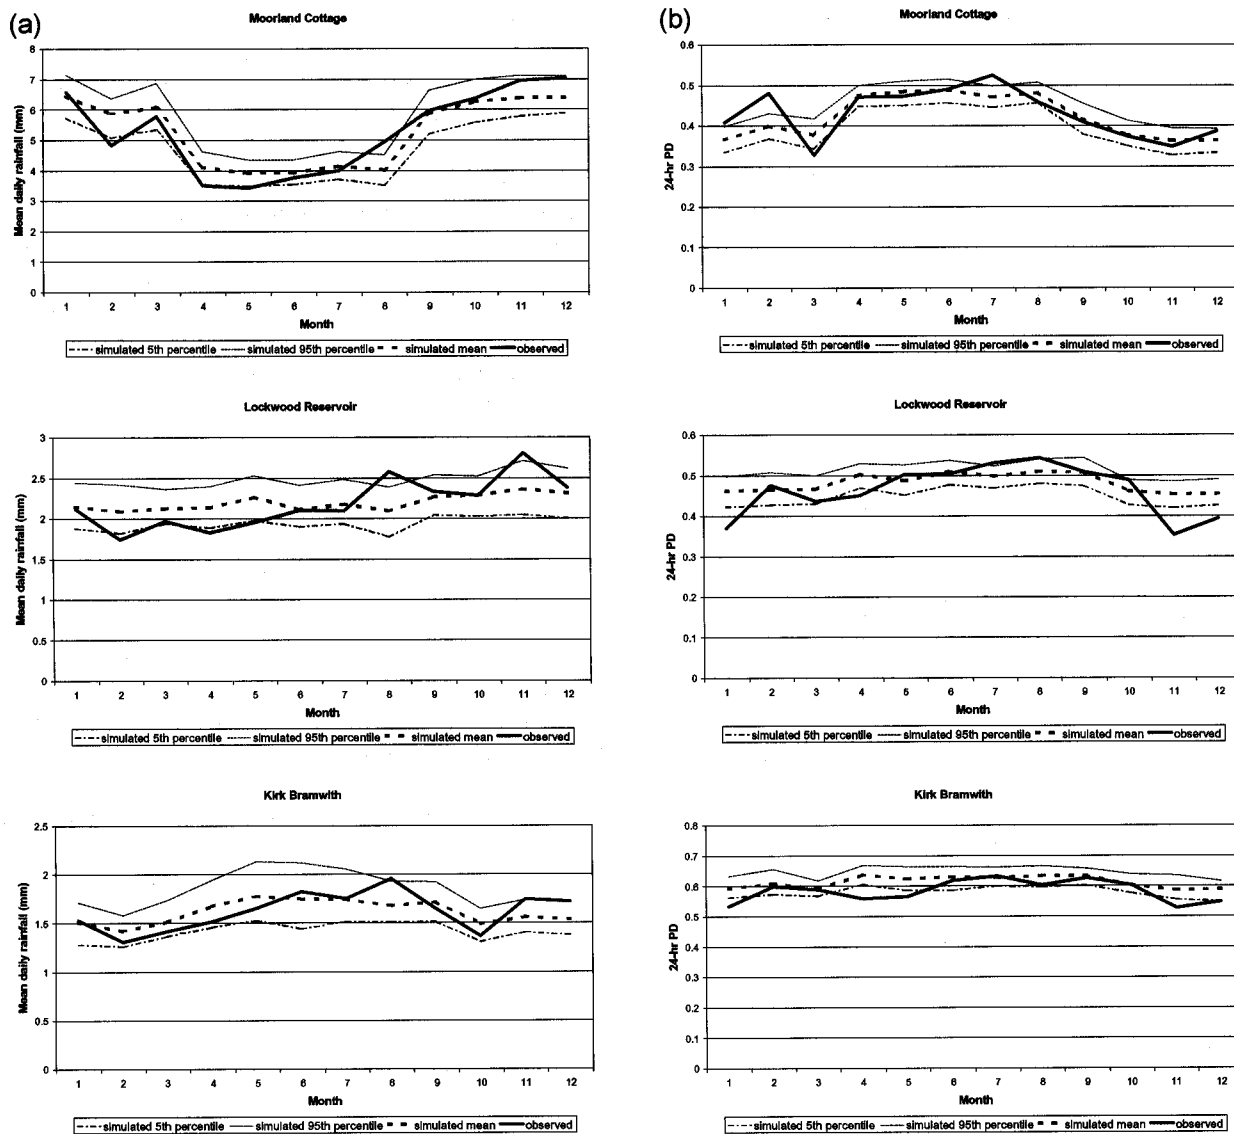 (a)
Moorland Cottage
8
7
6
5
4
3
2
1
0
Mean daily rainfall (mm)
1 2 3 4 5 6 7 8 9 10 11 12
Month
simulated 5th percentile simulated 95th percentile simulated mean observed
(b)
Moorland Cottage
0.6
0.5
0.4
0.3
0.2
0.1
0
24-hr PD
1 2 3 4 5 6 7 8 9 10 11 12
Month
simulated 5th percentile simulated 95th percentile simulated mean observed
Lockwood Reservoir
3
2.5
2
1.5
1
0.5
0
Mean daily rainfall (mm)
1 2 3 4 5 6 7 8 9 10 11 12
Month
simulated 5th percentile simulated 95th percentile simulated mean observed
Lockwood Reservoir
0.6
0.5
0.4
0.3
0.2
0.1
0
24-hr PD
1 2 3 4 5 6 7 8 9 10 11 12
Month
simulated 5th percentile simulated 95th percentile simulated mean observed
Kirk Bramwith
2.5
2
1.5
1
0.5
0
Mean daily rainfall (mm)
1 2 3 4 5 6 7 8 9 10 11 12
Month
simulated 5th percentile simulated 95th percentile simulated mean observed
Kirk Bramwith
0.8
0.7
0.6
0.5
0.4
0.3
0.2
0.1
0
24-hr PD
1 2 3 4 5 6 7 8 9 10 11 12
Month
simulated 5th percentile simulated 95th percentile simulated mean observed